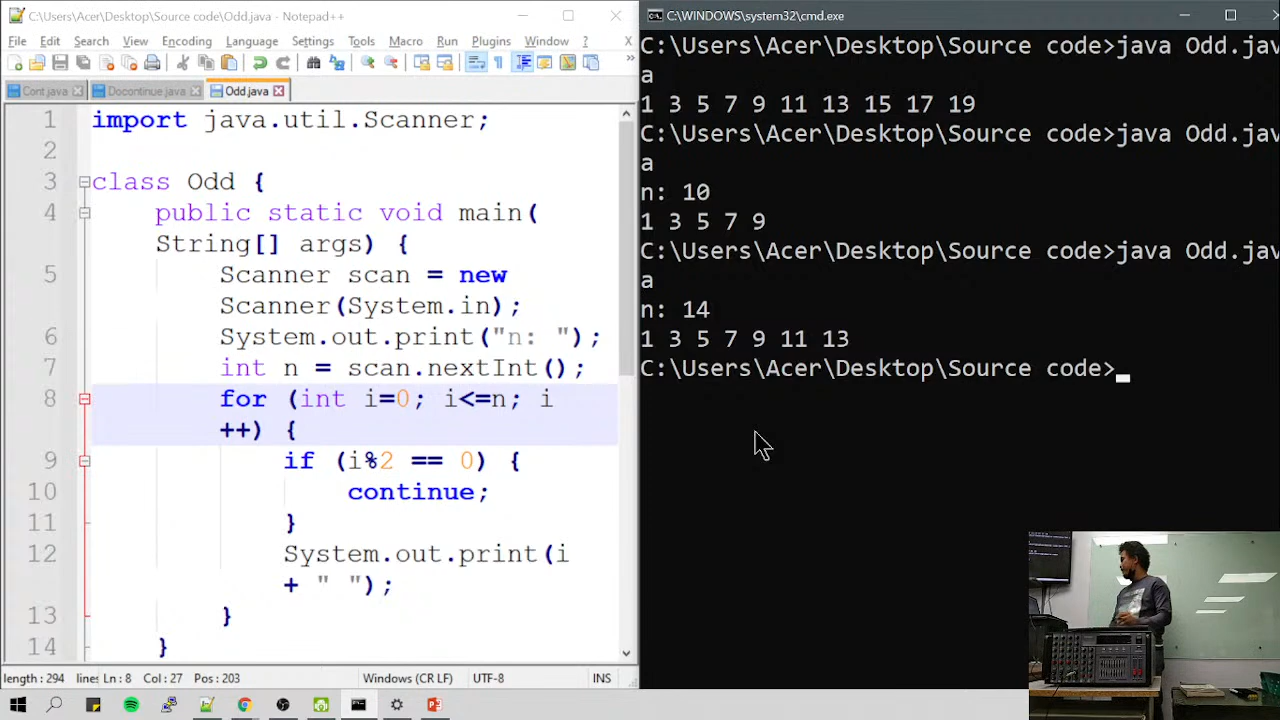 C:\Users\Acer\Desktop\Source code\Odd.java - Notepad++
File Edit Search View Encoding Language Settings Tools Macro Run Plugins Window ? X
Cont.java Docontinue.java Odd.java
1 import java.util.Scanner;
2
3 class Odd {
4 public static void main(
String[] args) {
5 Scanner scan = new
Scanner(System.in);
6 System.out.print("n: ");
7 int n = scan.nextInt();
8 for (int i=0; i<=n; i
++) {
9 if (i%2 == 0) {
10 continue;
11 }
12 System.out.print(i
+ " ");
13 }
14 }
length: 294 lines Ln: 8 Col: 27 Pos: 203 Windows (CR LF) UTF-8 INS
C:\WINDOWS\system32\cmd.exe
C:\Users\Acer\Desktop\Source code>java Odd.jav
a
1 3 5 7 9 11 13 15 17 19
C:\Users\Acer\Desktop\Source code>java Odd.jav
a
n: 10
1 3 5 7 9
C:\Users\Acer\Desktop\Source code>java Odd.jav
a
n: 14
1 3 5 7 9 11 13
C:\Users\Acer\Desktop\Source code>